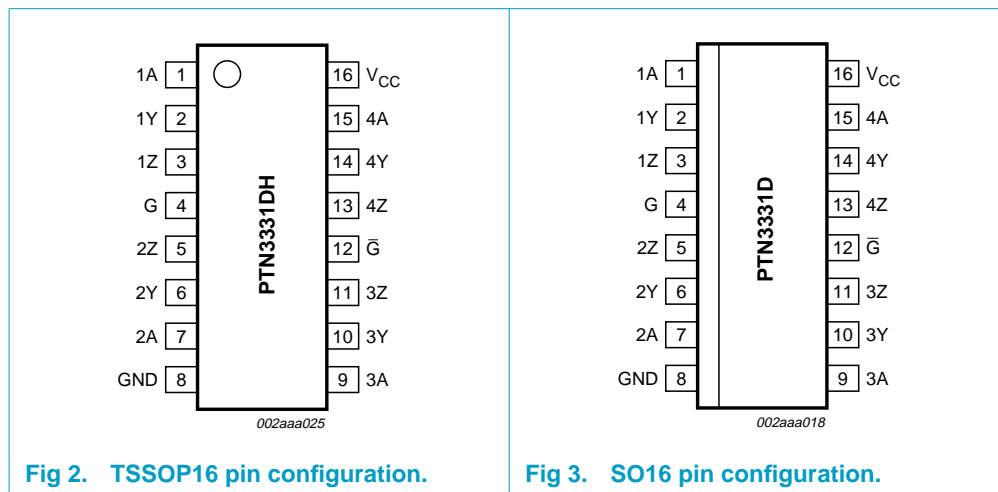 1A 1 16 VCC
1Y 2 15 4A
1Z 3 14 4Y
G 4 13 4Z
2Z 5 12 G̅
2Y 6 11 3Z
2A 7 10 3Y
GND 8 9 3A
PTN3331DH
002aaa025
Fig 2. TSSOP16 pin configuration.
1A 1 16 VCC
1Y 2 15 4A
1Z 3 14 4Y
G 4 13 4Z
2Z 5 12 G̅
2Y 6 11 3Z
2A 7 10 3Y
GND 8 9 3A
PTN3331D
002aaa018
Fig 3. SO16 pin configuration.